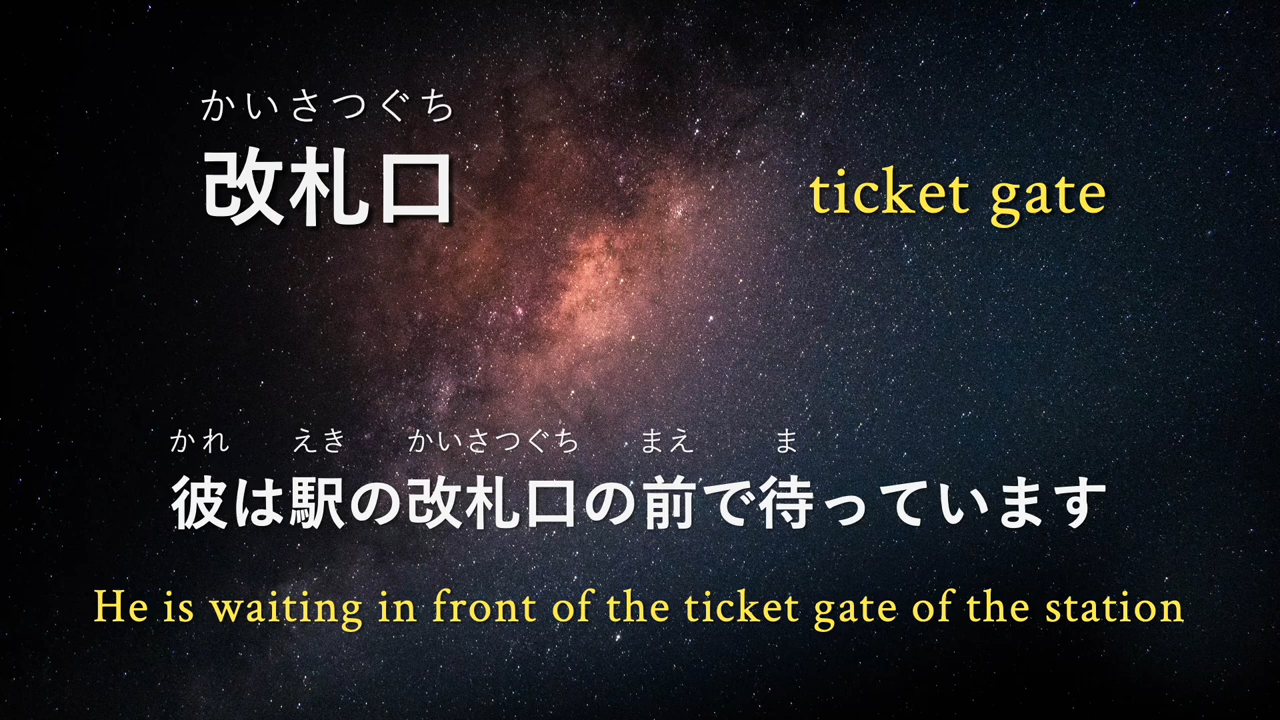 かいさつぐち
改札口
ticket gate
かれ えき かいさつぐち まえ ま
彼は駅の改札口の前で待っています
He is waiting in front of the ticket gate of the station